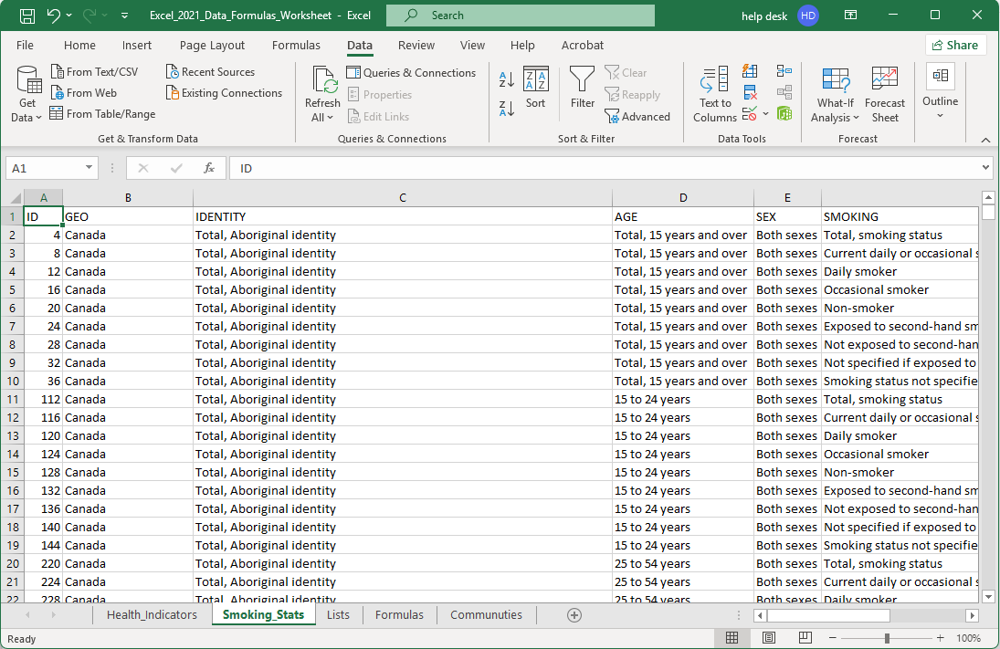 Excel_2021_Data_Formulas_Worksheet - Excel
Search
help desk HD
File Home Insert Page Layout Formulas Data Review View Help Acrobat Share
Get Data
From Text/CSV
From Web
From Table/Range
Recent Sources
Existing Connections
Get & Transform Data
Refresh All
Queries & Connections
Properties
Edit Links
Queries & Connections
Sort
Filter
Clear
Reapply
Advanced
Sort & Filter
Text to Columns
Data Tools
What-If Analysis
Forecast Sheet
Forecast
Outline
A1 fx ID
A B C D E
1 ID GEO IDENTITY AGE SEX SMOKING
2 4 Canada Total, Aboriginal identity Total, 15 years and over Both sexes Total, smoking status
3 8 Canada Total, Aboriginal identity Total, 15 years and over Both sexes Current daily or occasional s
4 12 Canada Total, Aboriginal identity Total, 15 years and over Both sexes Daily smoker
5 16 Canada Total, Aboriginal identity Total, 15 years and over Both sexes Occasional smoker
6 20 Canada Total, Aboriginal identity Total, 15 years and over Both sexes Non-smoker
7 24 Canada Total, Aboriginal identity Total, 15 years and over Both sexes Exposed to second-hand sm
8 28 Canada Total, Aboriginal identity Total, 15 years and over Both sexes Not exposed to second-han
9 32 Canada Total, Aboriginal identity Total, 15 years and over Both sexes Not specified if exposed to
10 36 Canada Total, Aboriginal identity Total, 15 years and over Both sexes Smoking status not specifie
11 112 Canada Total, Aboriginal identity 15 to 24 years Both sexes Total, smoking status
12 116 Canada Total, Aboriginal identity 15 to 24 years Both sexes Current daily or occasional s
13 120 Canada Total, Aboriginal identity 15 to 24 years Both sexes Daily smoker
14 124 Canada Total, Aboriginal identity 15 to 24 years Both sexes Occasional smoker
15 128 Canada Total, Aboriginal identity 15 to 24 years Both sexes Non-smoker
16 132 Canada Total, Aboriginal identity 15 to 24 years Both sexes Exposed to second-hand sm
17 136 Canada Total, Aboriginal identity 15 to 24 years Both sexes Not exposed to second-han
18 140 Canada Total, Aboriginal identity 15 to 24 years Both sexes Not specified if exposed to
19 144 Canada Total, Aboriginal identity 15 to 24 years Both sexes Smoking status not specifie
20 220 Canada Total, Aboriginal identity 25 to 54 years Both sexes Total, smoking status
21 224 Canada Total, Aboriginal identity 25 to 54 years Both sexes Current daily or occasional s
22 228 Canada Total, Aboriginal identity 25 to 54 years Both sexes Daily smoker
Health_Indicators Smoking_Stats Lists Formulas Communuties
Ready 100%